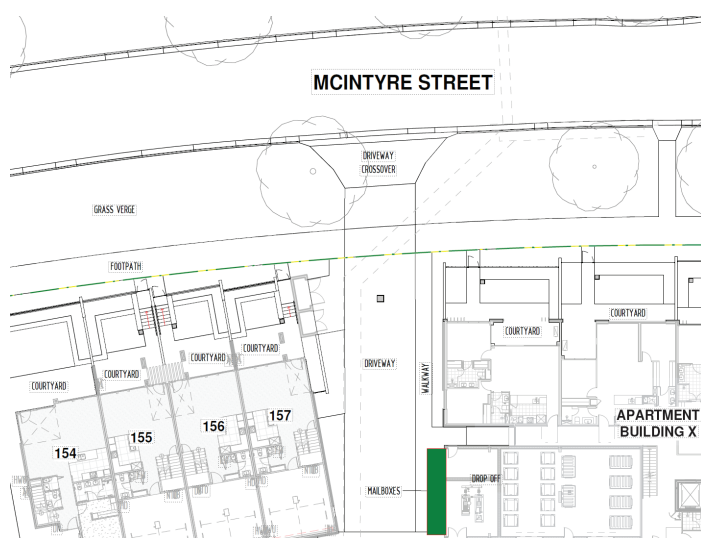 MCINTYRE STREET
DRIVEWAY
CROSSOVER
GRASS VERGE
FOOTPATH
COURTYARD
COURTYARD
COURTYARD
COURTYARD
COURTYARD
COURTYARD
DRIVEWAY
WALKWAY
154
155
156
157
APARTMENT
BUILDING X
MAILBOXES
DROP OFF